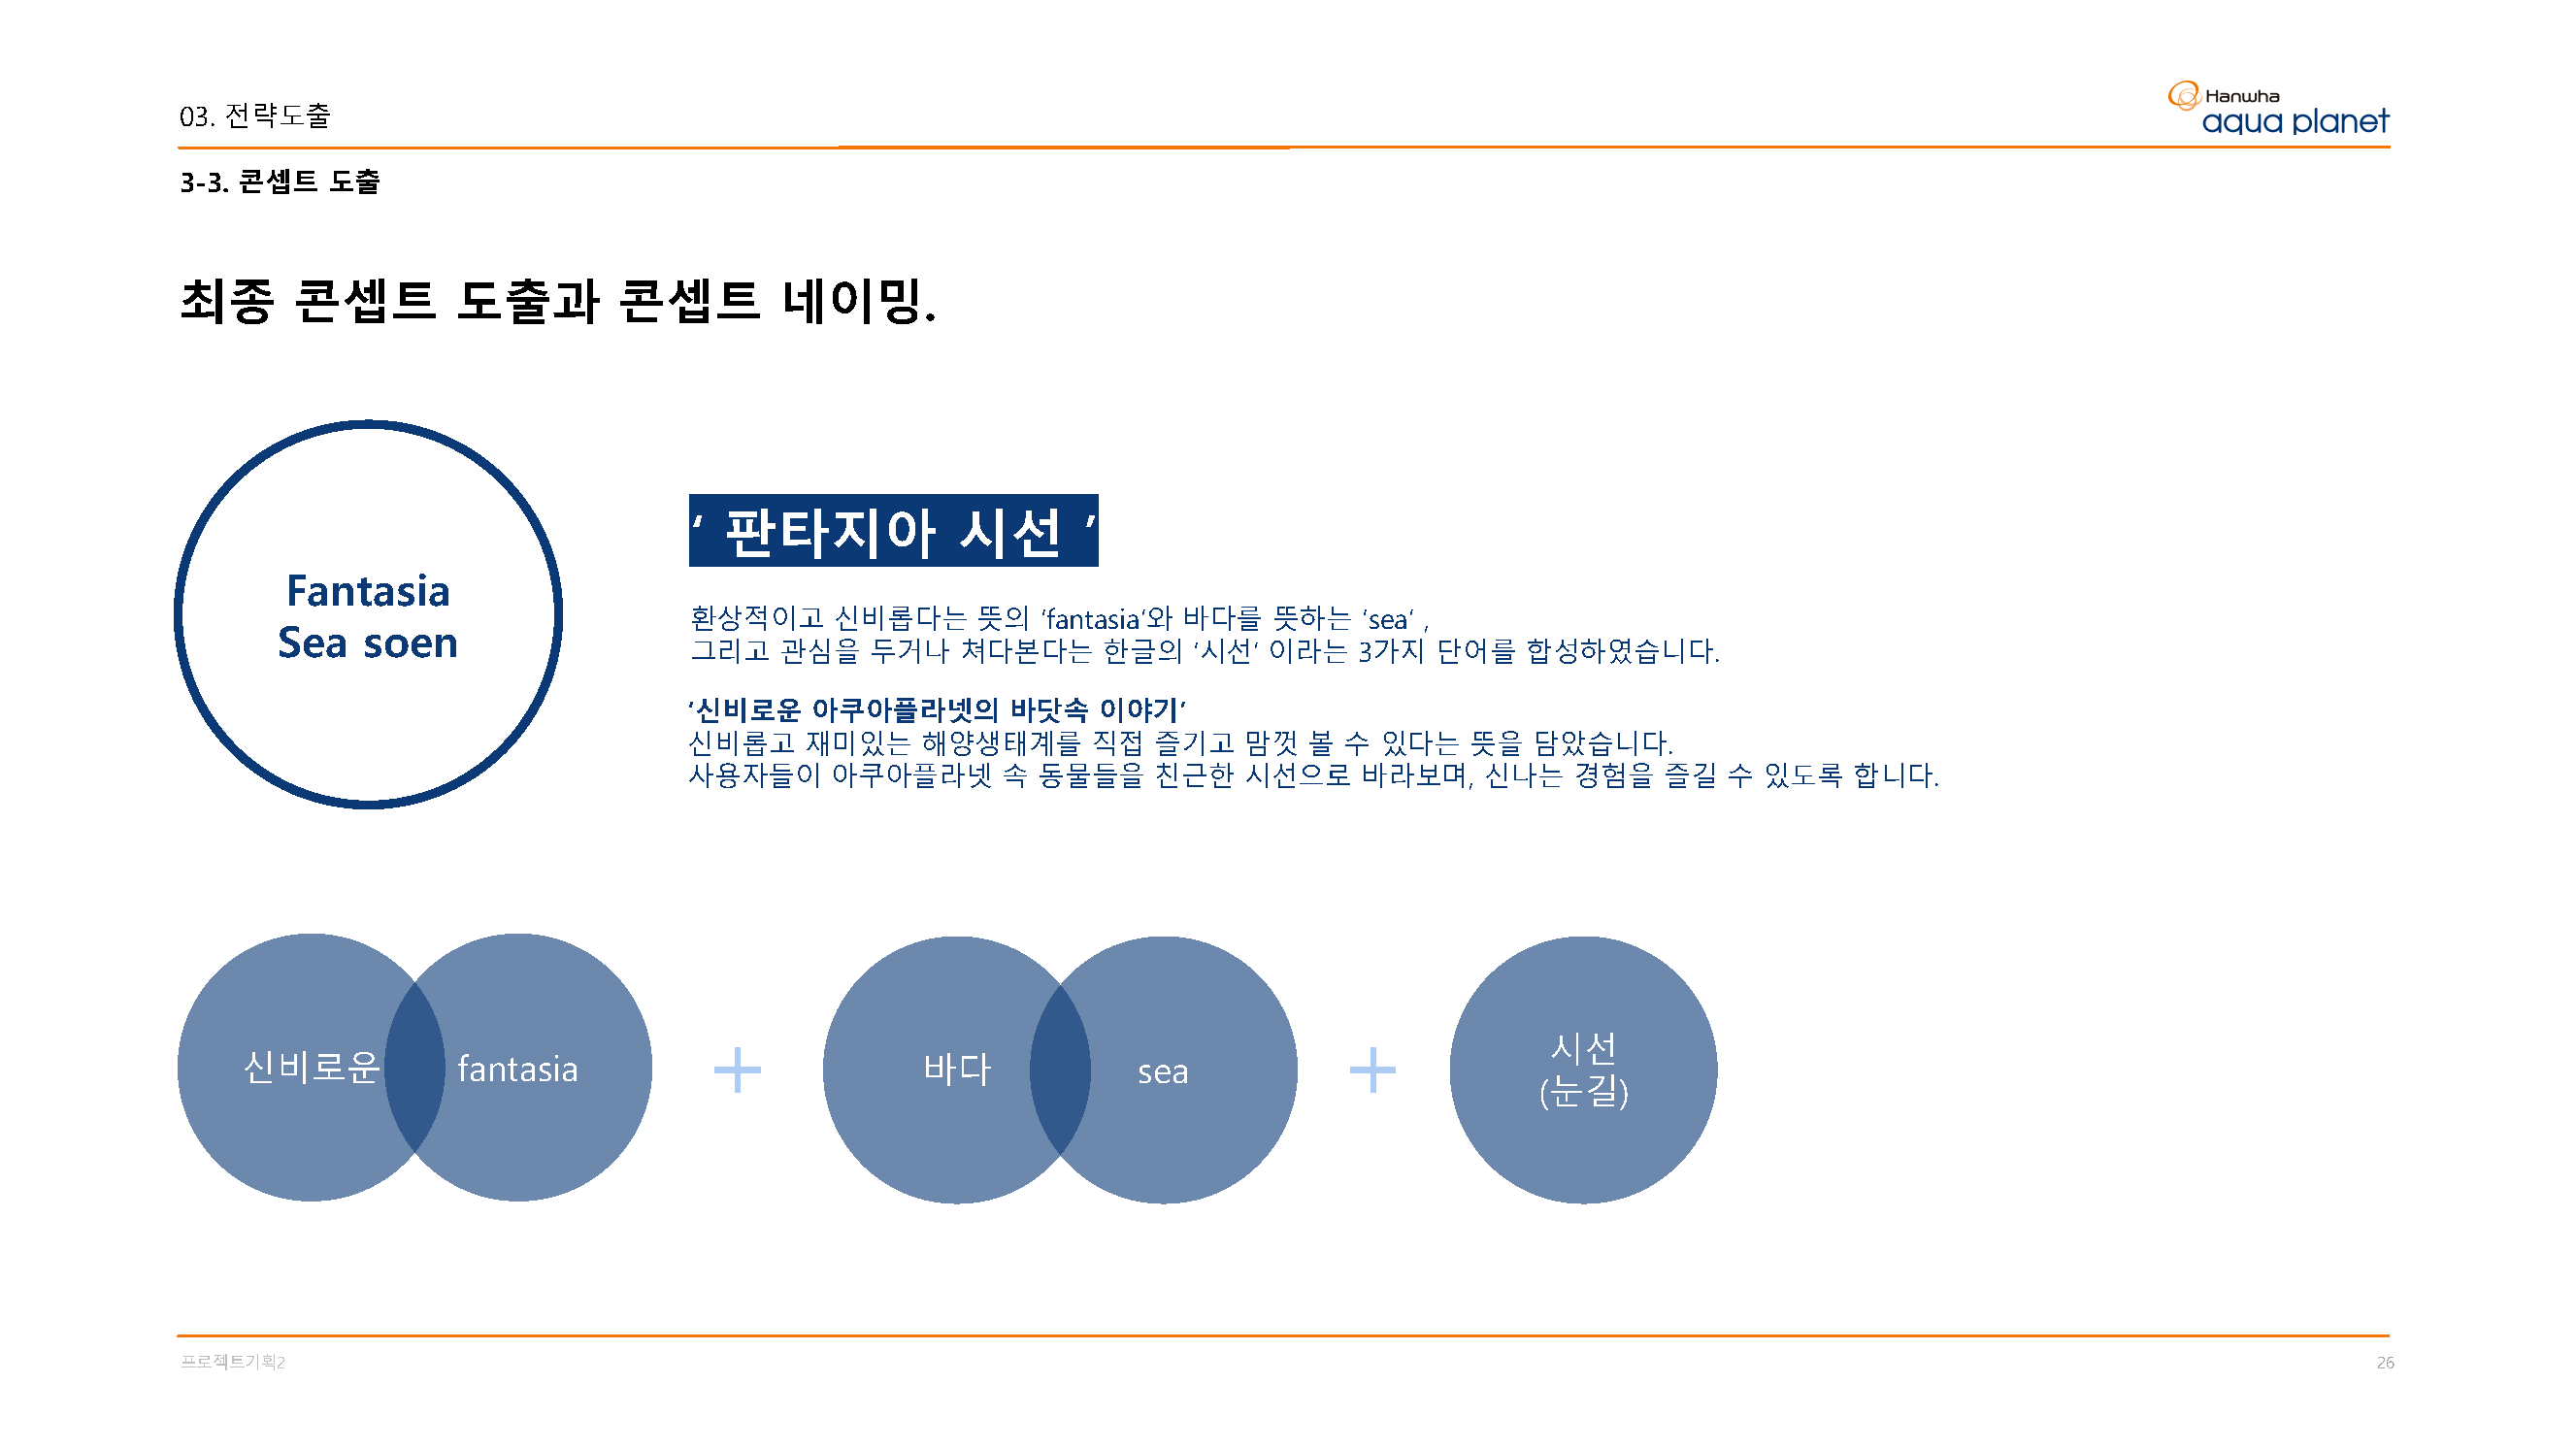 03. 전략도출
Hanwha
aqua planet
3-3. 콘셉트 도출
최종 콘셉트 도출과 콘셉트 네이밍.
Fantasia
Sea soen
‘ 판타지아 시선 ’
환상적이고 신비롭다는 뜻의 ‘fantasia‘와 바다를 뜻하는 ‘sea‘ ,
그리고 관심을 두거나 쳐다본다는 한글의 ‘시선‘ 이라는 3가지 단어를 합성하였습니다.
‘신비로운 아쿠아플라넷의 바닷속 이야기’
신비롭고 재미있는 해양생태계를 직접 즐기고 맘껏 볼 수 있다는 뜻을 담았습니다.
사용자들이 아쿠아플라넷 속 동물들을 친근한 시선으로 바라보며, 신나는 경험을 즐길 수 있도록 합니다.
신비로운 fantasia + 바다 sea + 시선
(눈길)
프로젝트기획2
26